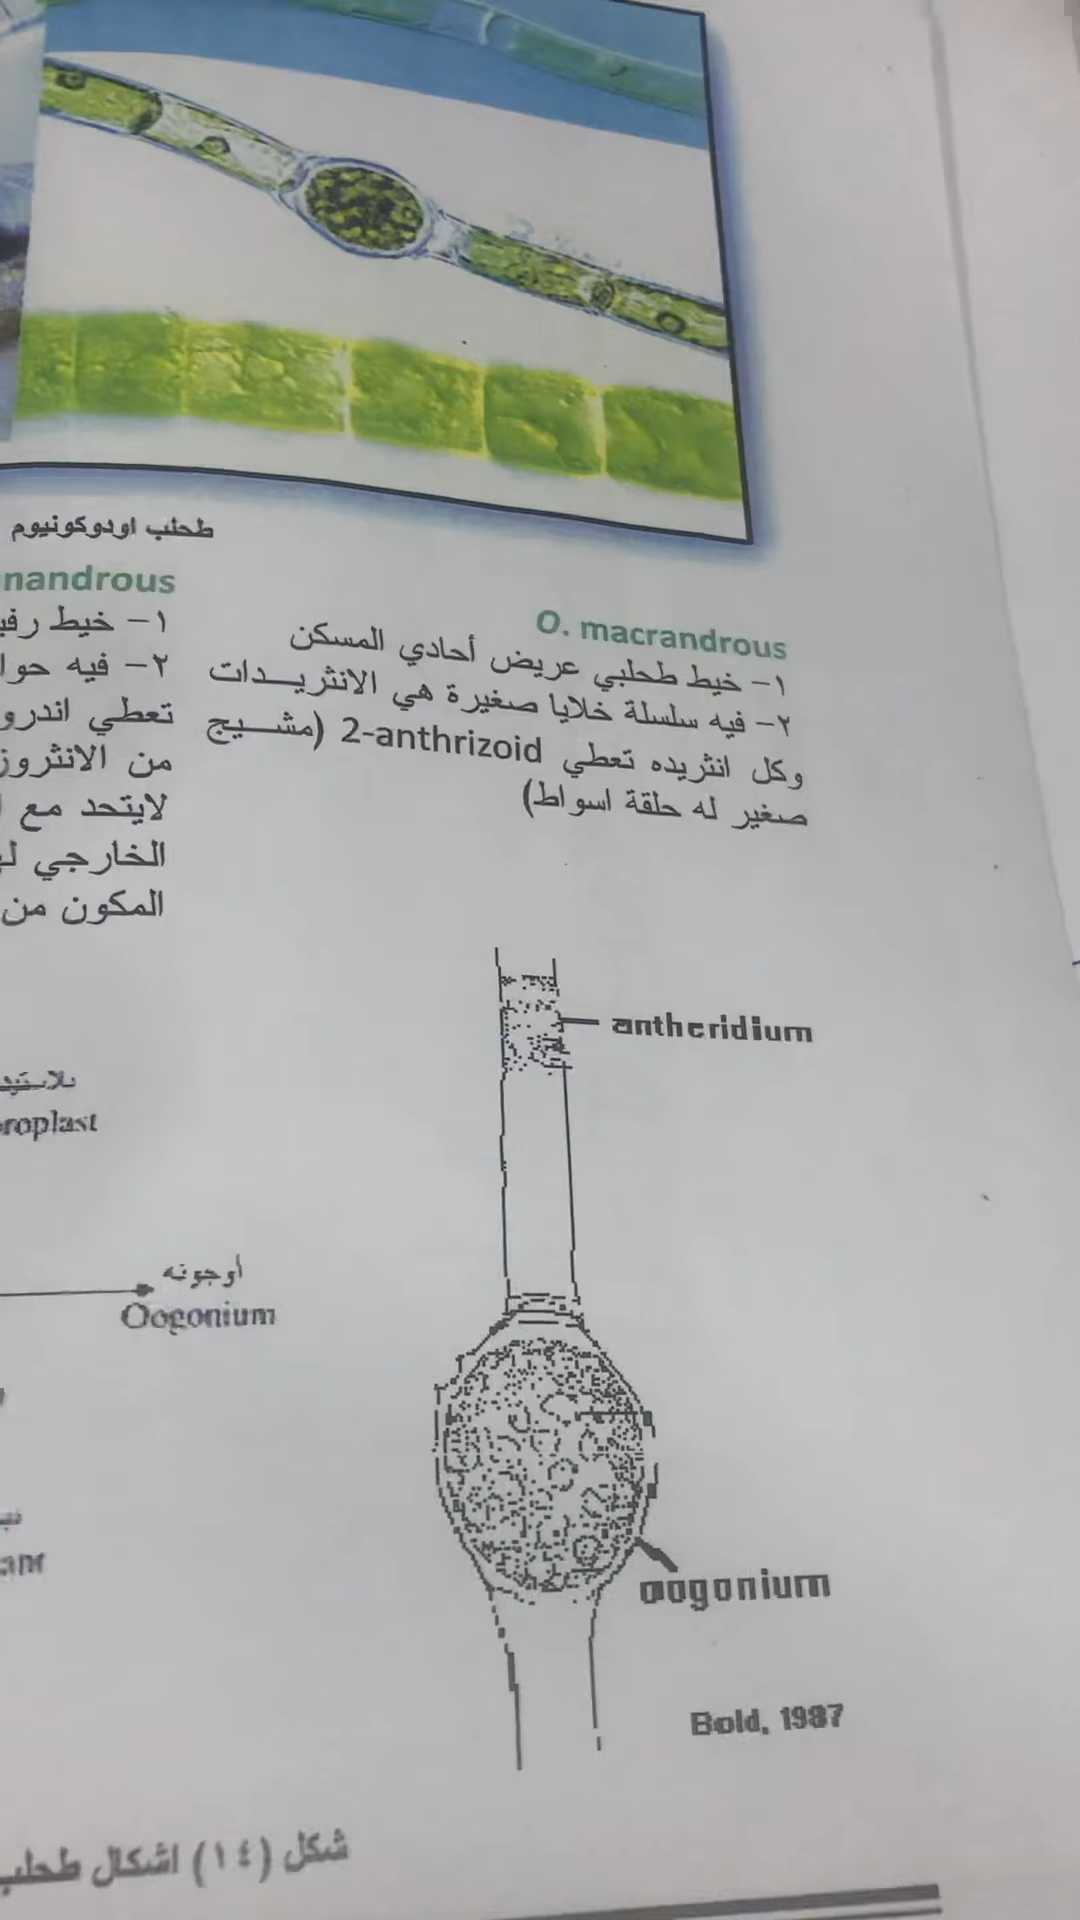 طحلب اودوكونيوم
O. macrandrous
١- خيط طحلبي عريض أحادي المسكن
٢- فيه سلسلة خلايا صغيرة هي الانثريدات
وكل انثريده تعطي 2-anthrizoid (مشيج
صغير له حلقة اسواط)
nandrous
١- خيط
٢- فيه
تعطي
من
لايتحد مع
الخارجي
المكون من
antheridium
roplast
أوجونه
Oogonium
oogonium
Bold, 1987
شكل (١٤) اشكال طحلب